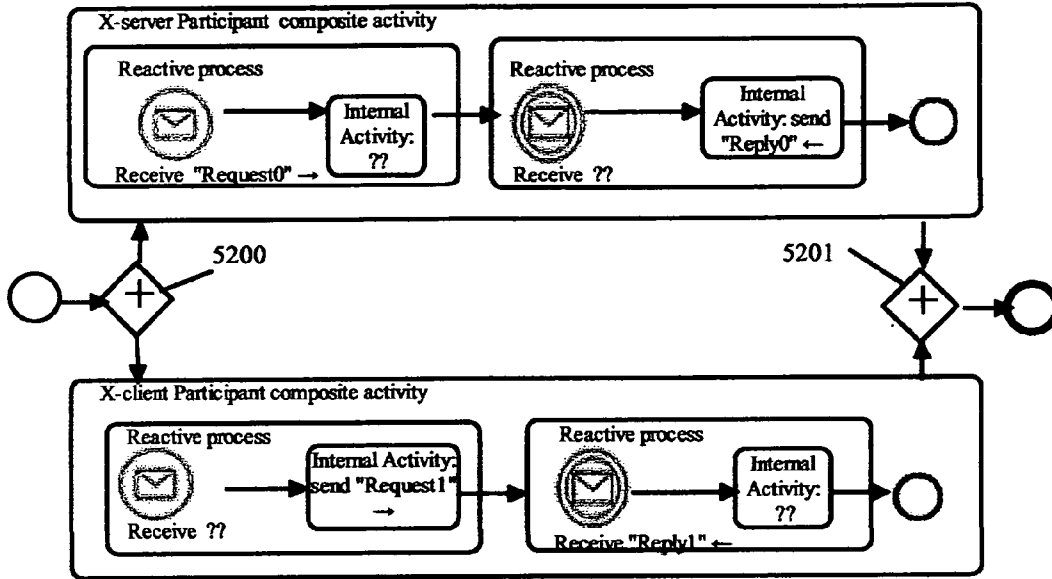 X-server Participant composite activity
Reactive process
Internal
Activity:
??
Receive "Request0" →
Reactive process
Internal
Activity: send
"Reply0" ←
Receive ??
5200
5201
X-client Participant composite activity
Reactive process
Internal Activity:
send "Request1"
→
Receive ??
Reactive process
Internal
Activity:
??
Receive "Reply1" ←